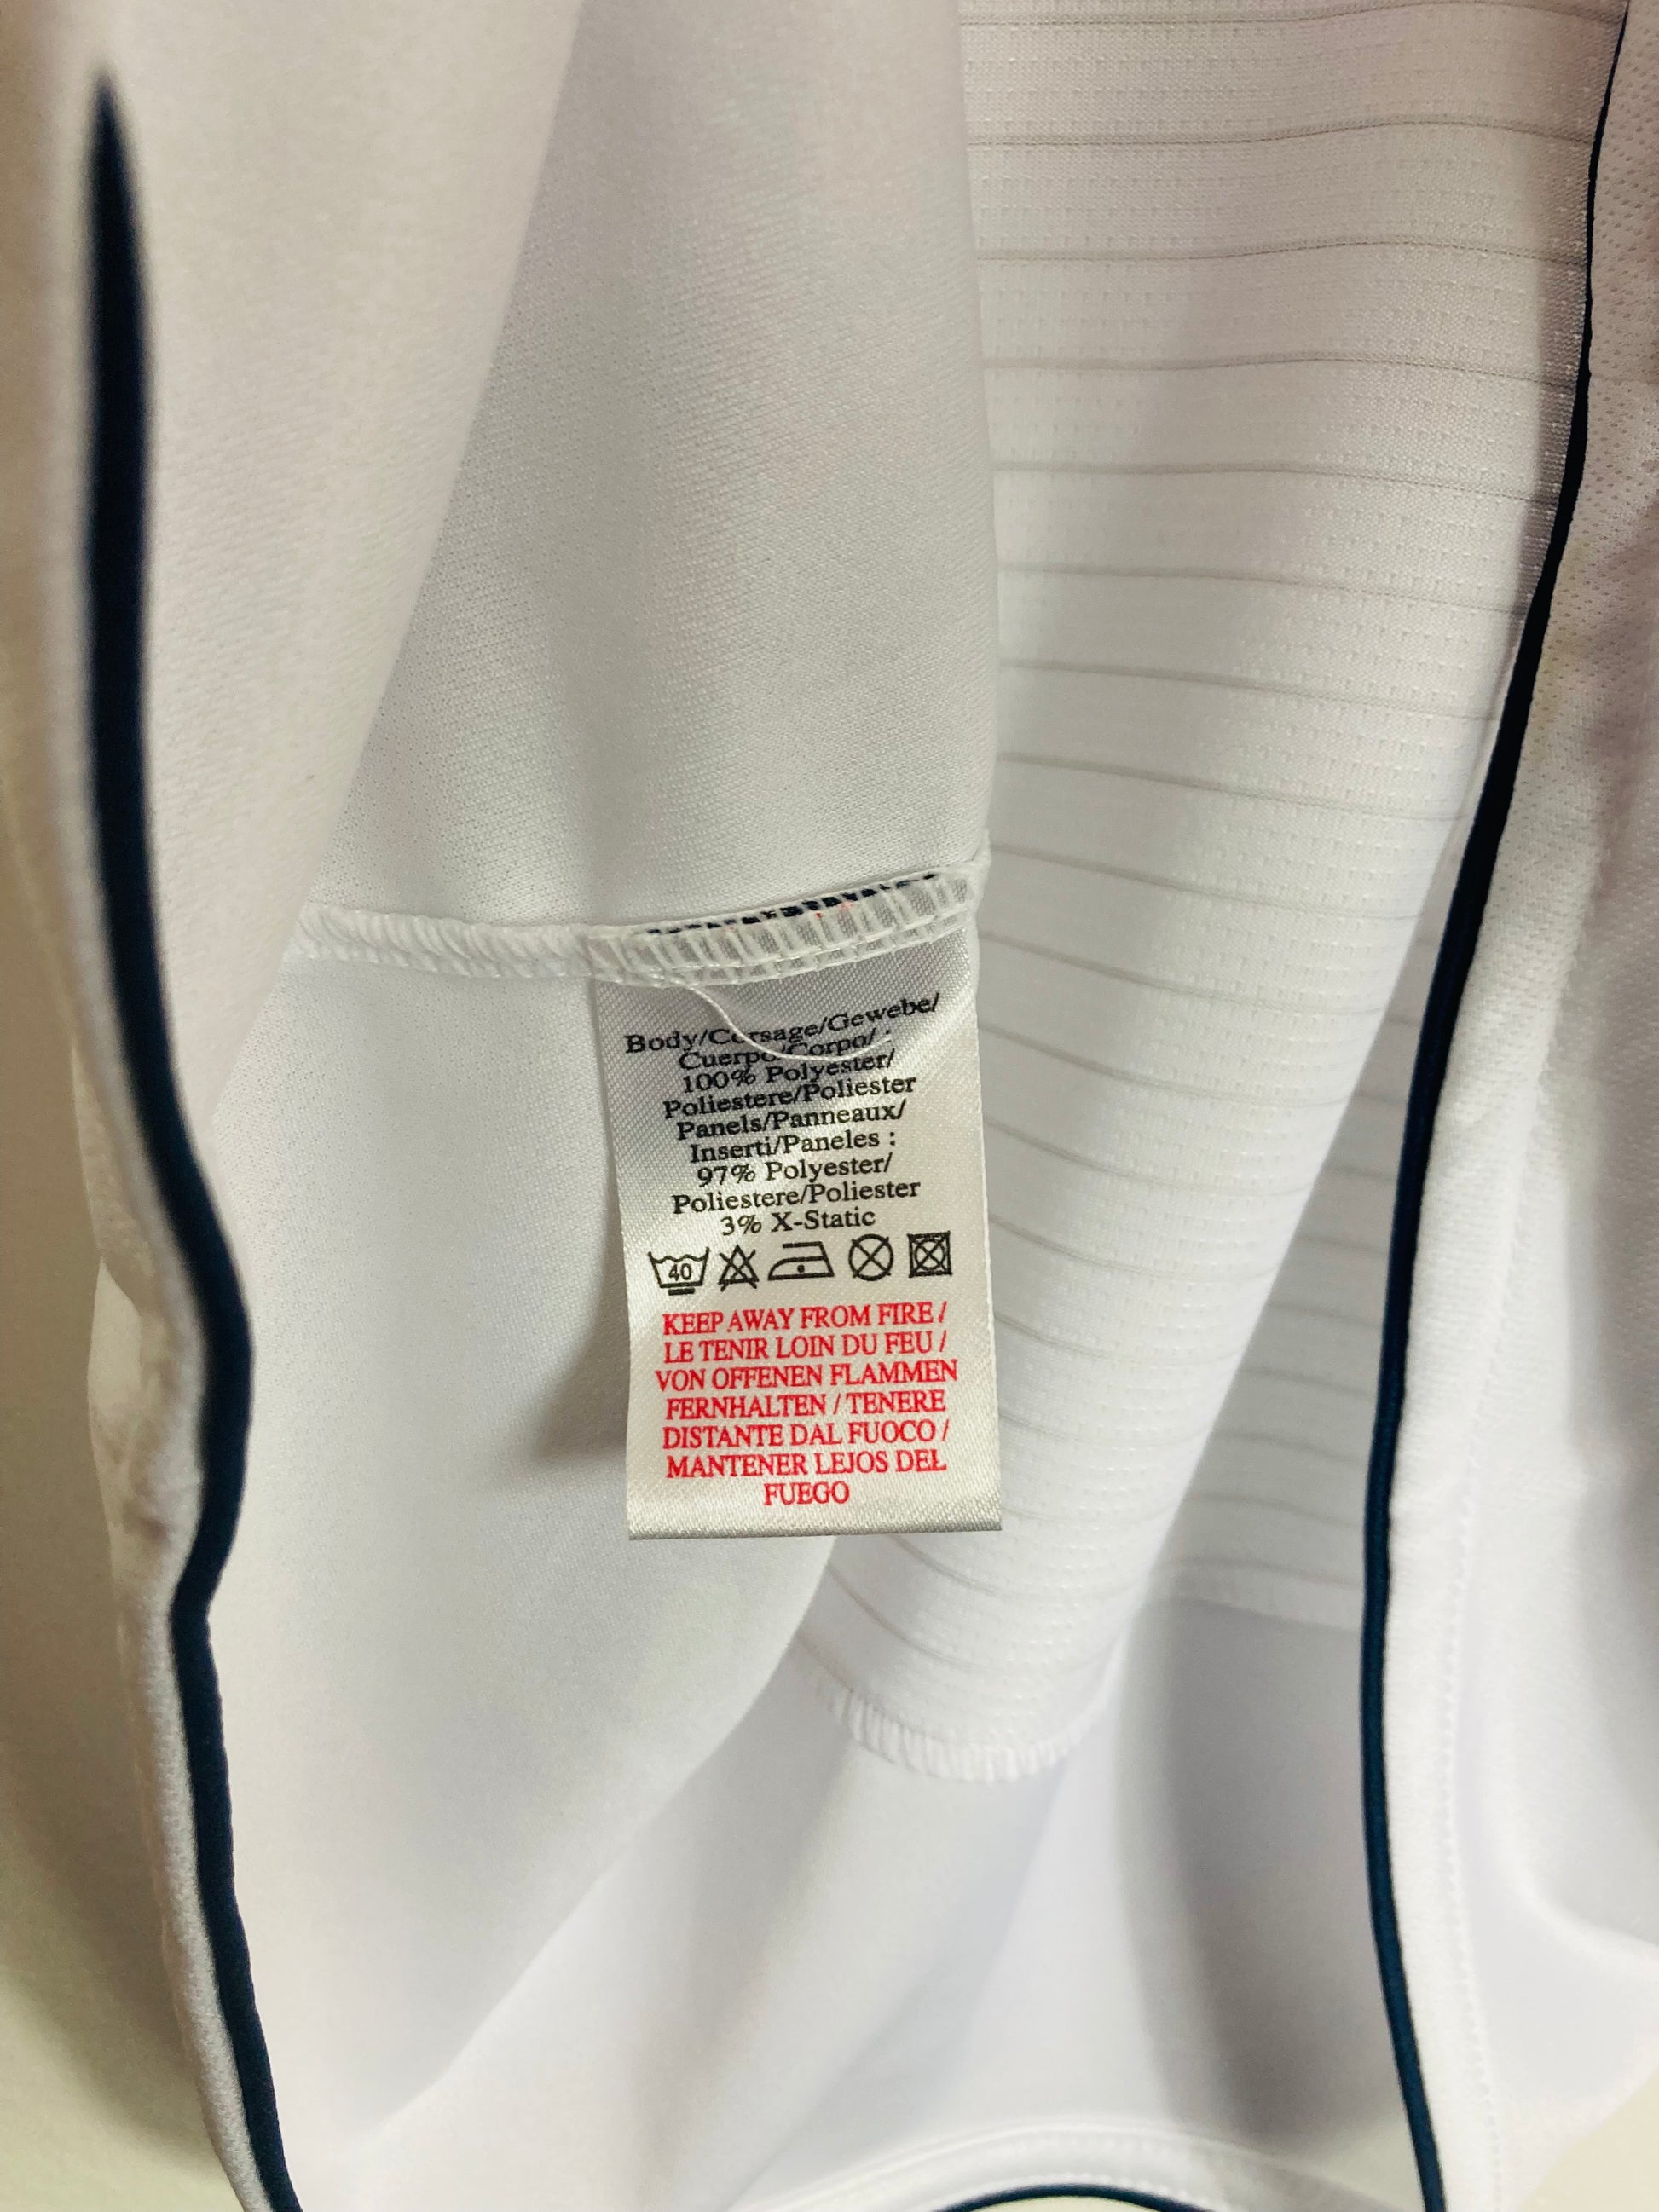 Body/Corsage/Gewebe/
Cuerpo/Corpo/ :
100% Polyester/
Poliestere/Poliester
Panels/Panneaux/
Inserti/Paneles :
97% Polyester/
Poliestere/Poliester
3% X-Static
40
KEEP AWAY FROM FIRE /
LE TENIR LOIN DU FEU /
VON OFFENEN FLAMMEN
FERNHALTEN / TENERE
DISTANTE DAL FUOCO /
MANTENER LEJOS DEL
FUEGO